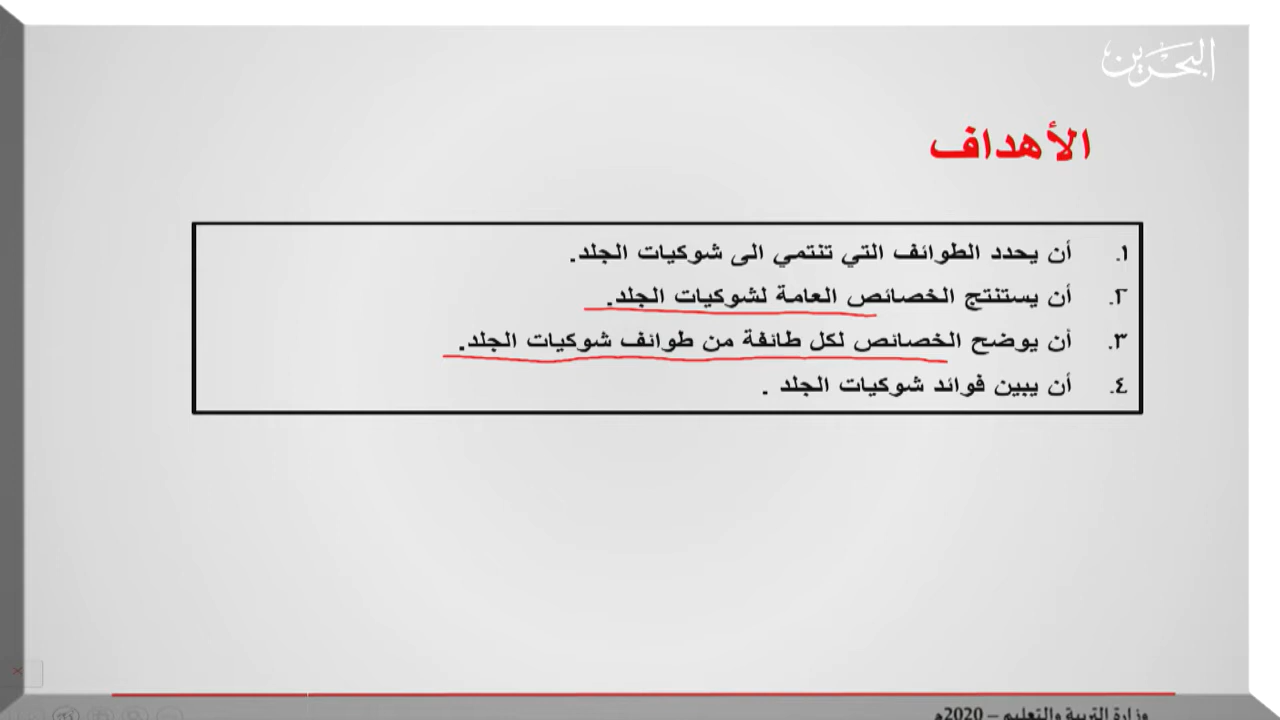 البحرين
الأهداف
١. أن يحدد الطوائف التي تنتمي الى شوكيات الجلد.
٢. أن يستنتج الخصائص العامة لشوكيات الجلد.
٣. أن يوضح الخصائص لكل طائفة من طوائف شوكيات الجلد.
٤. أن يبين فوائد شوكيات الجلد .
وزارة التربية والتعليم – 2020م